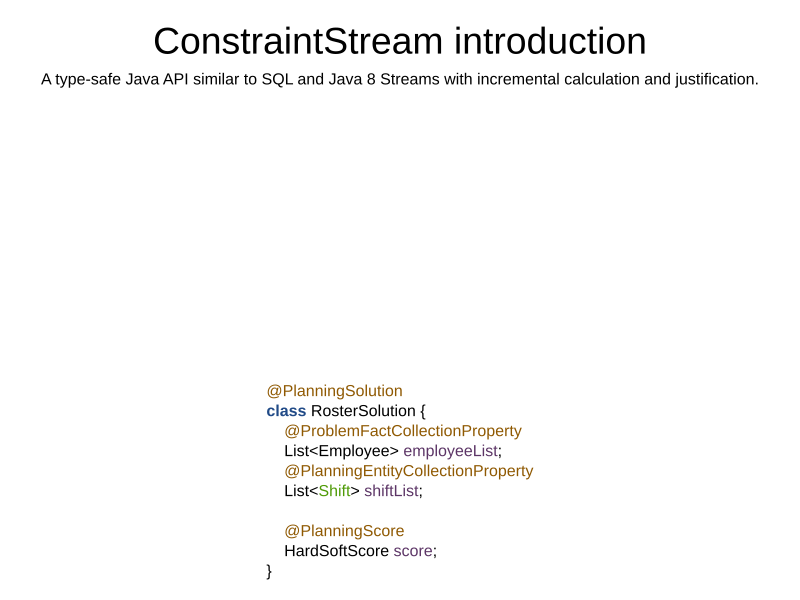 ConstraintStream introduction
A type-safe Java API similar to SQL and Java 8 Streams with incremental calculation and justification.
@PlanningSolution
class RosterSolution {
@ProblemFactCollectionProperty
List<Employee> employeeList;
@PlanningEntityCollectionProperty
List<Shift> shiftList;
@PlanningScore
HardSoftScore score;
}